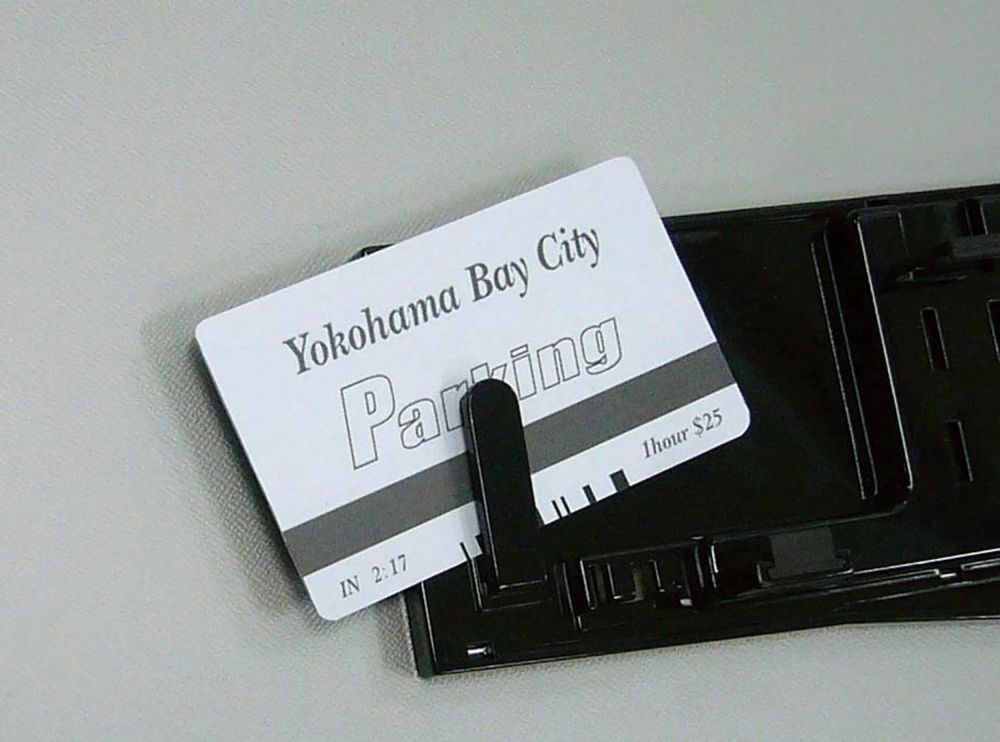 Yokohama Bay City
Parking
1hour $25
IN 2:17